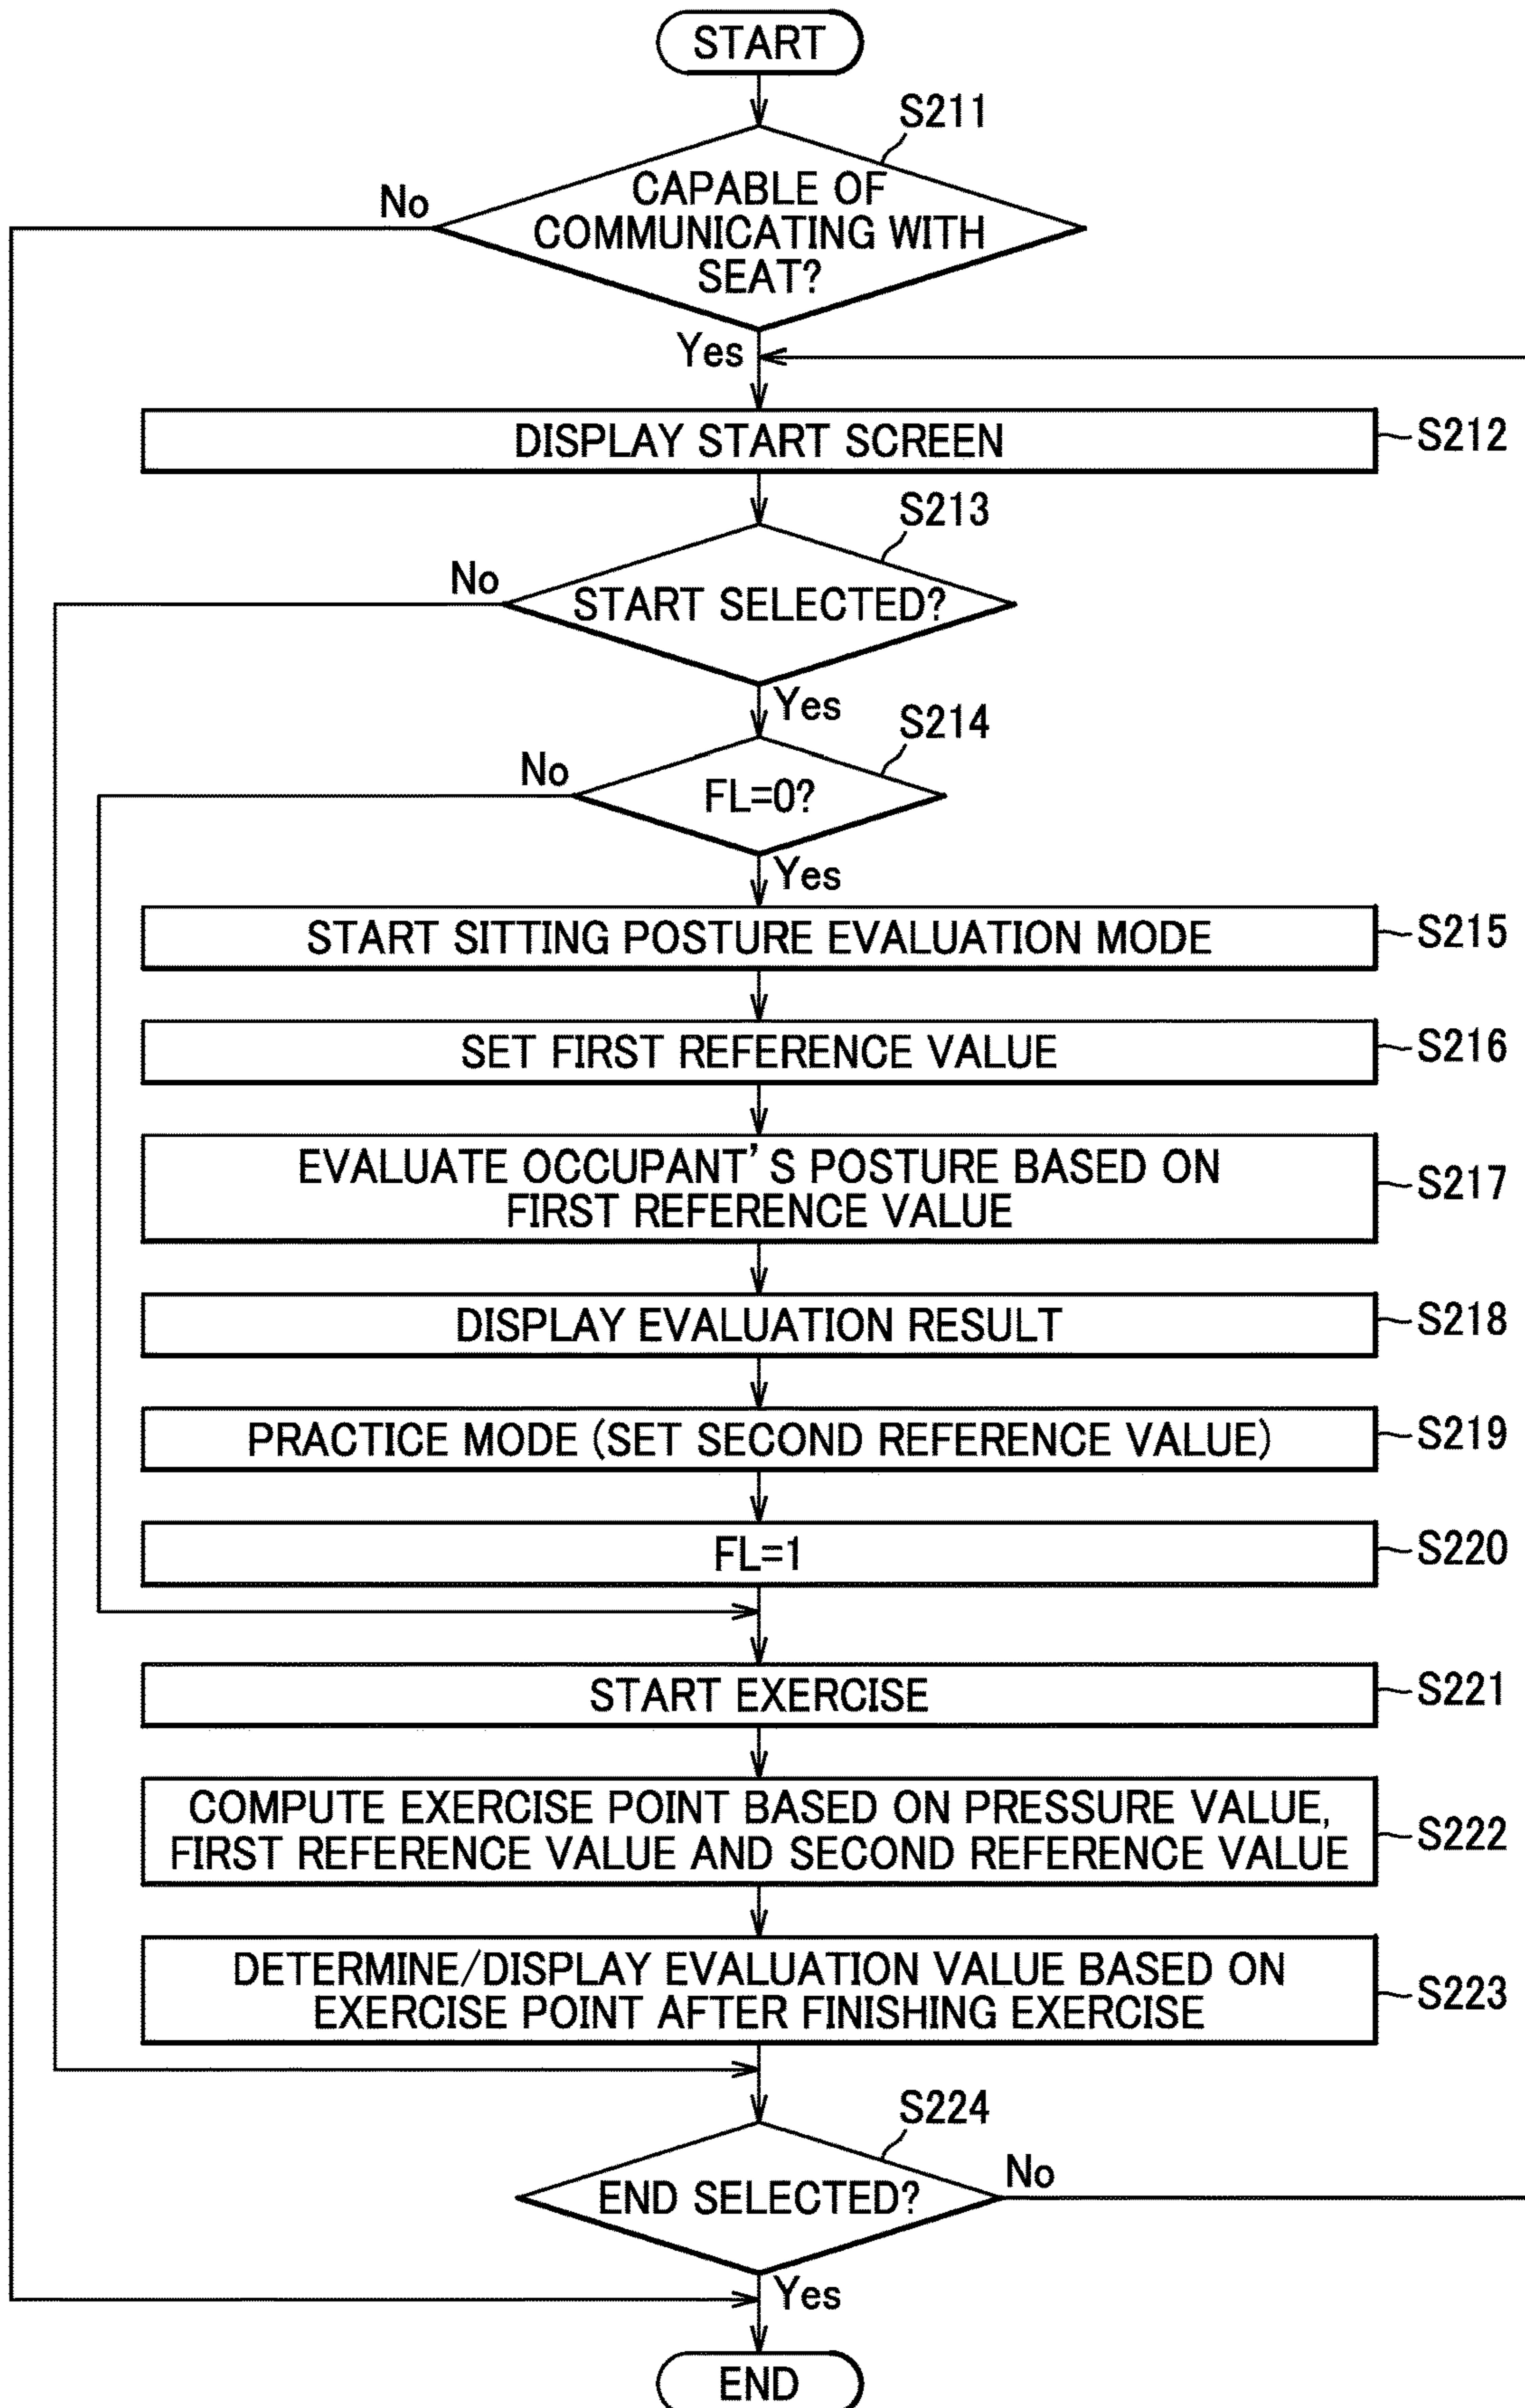 START
S211
No
CAPABLE OF
COMMUNICATING WITH
SEAT?
Yes
DISPLAY START SCREEN
S212
S213
No
START SELECTED?
Yes
S214
No
FL=0?
Yes
START SITTING POSTURE EVALUATION MODE
S215
SET FIRST REFERENCE VALUE
S216
EVALUATE OCCUPANT'S POSTURE BASED ON
FIRST REFERENCE VALUE
S217
DISPLAY EVALUATION RESULT
S218
PRACTICE MODE (SET SECOND REFERENCE VALUE)
S219
FL=1
S220
START EXERCISE
S221
COMPUTE EXERCISE POINT BASED ON PRESSURE VALUE,
FIRST REFERENCE VALUE AND SECOND REFERENCE VALUE
S222
DETERMINE/DISPLAY EVALUATION VALUE BASED ON
EXERCISE POINT AFTER FINISHING EXERCISE
S223
S224
END SELECTED?
No
Yes
END